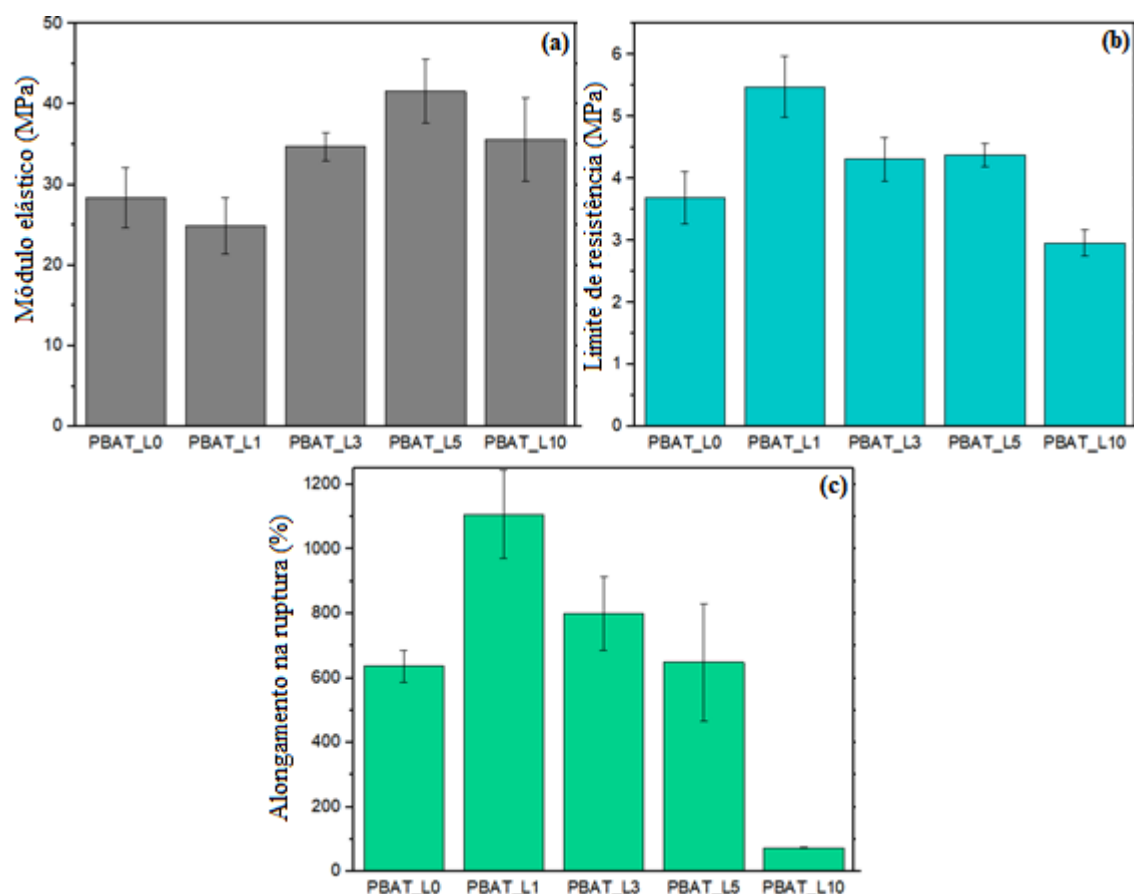 (a)
Módulo elástico (MPa)
50
40
30
20
10
0
PBAT_L0 PBAT_L1 PBAT_L3 PBAT_L5 PBAT_L10
(b)
Limite de resistência (MPa)
6
5
4
3
2
1
0
PBAT_L0 PBAT_L1 PBAT_L3 PBAT_L5 PBAT_L10
(c)
Alongamento na ruptura (%)
1200
1000
800
600
400
200
0
PBAT_L0 PBAT_L1 PBAT_L3 PBAT_L5 PBAT_L10